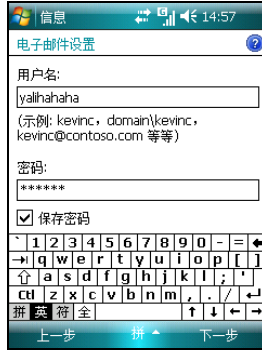 信息 G 14:57
电子邮件设置 ?
用户名:
yalihahaha
(示例: kevinc，domain\kevinc，
kevinc@contoso.com 等等)
密码:
******
保存密码
` 1 2 3 4 5 6 7 8 9 0 - =
q w e r t y u i o p [ ]
a s d f g h j k l ; '
Ctl z x c v b n m , . /
拼 英 符 全
上一步 拼 下一步